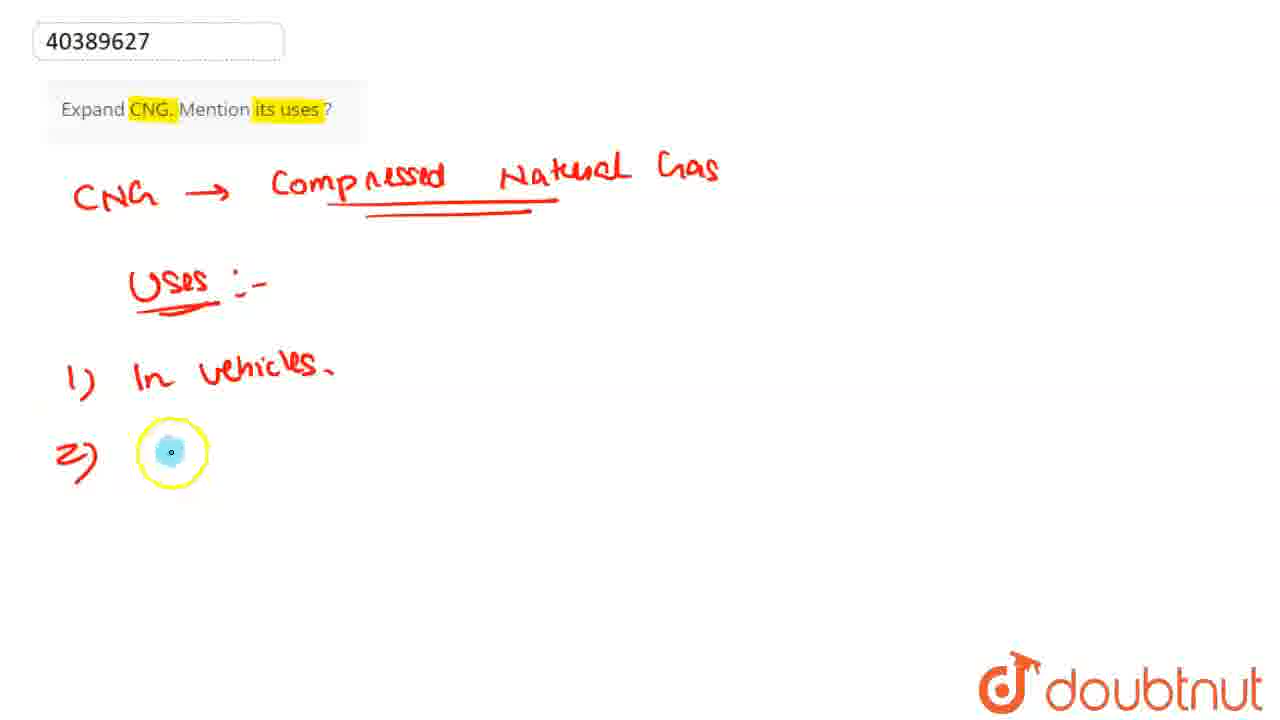 40389627
Expand CNG. Mention its uses ?
CNG → Compressed Natural Gas
Uses :-
1) In vehicles.
2)
doubtnut